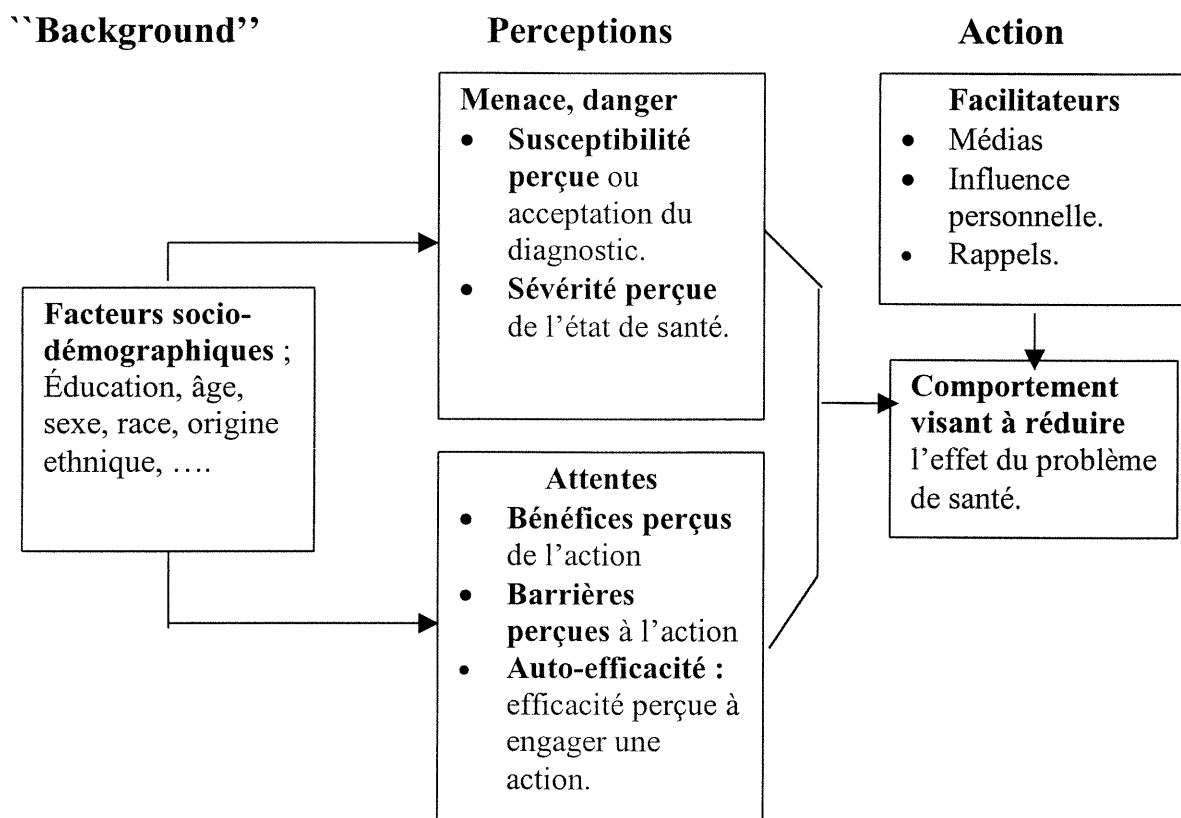 ``Background''
Perceptions
Action
Menace, danger
• Susceptibilité
perçue ou
acceptation du
diagnostic.
• Sévérité perçue
de l'état de santé.
Facilitateurs
• Médias
• Influence
personnelle.
• Rappels.
Facteurs socio-
démographiques ;
Éducation, âge,
sexe, race, origine
ethnique, ….
Comportement
visant à réduire
l'effet du problème
de santé.
Attentes
• Bénéfices perçus
de l'action
• Barrières
perçues à l'action
• Auto-efficacité :
efficacité perçue à
engager une
action.